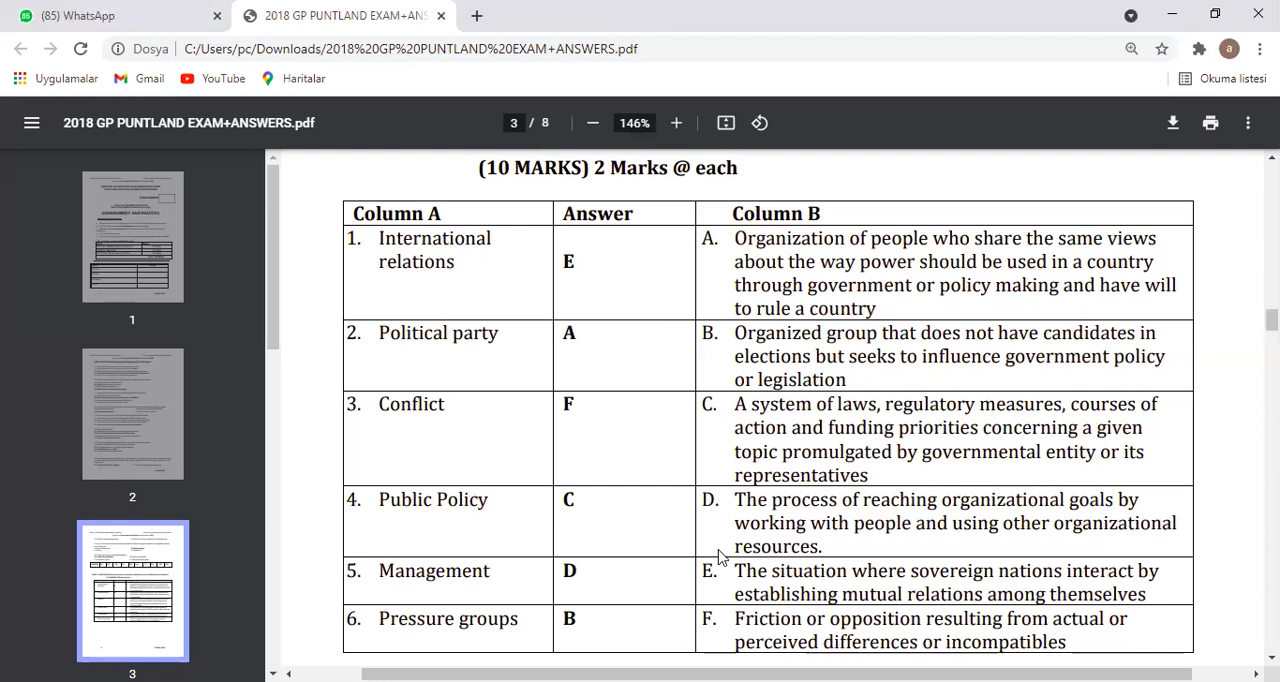 (85) WhatsApp
2018 GP PUNTLAND EXAM+ANS
Dosya C:/Users/pc/Downloads/2018%20GP%20PUNTLAND%20EXAM+ANSWERS.pdf
a
Uygulamalar Gmail YouTube Haritalar Okuma listesi
2018 GP PUNTLAND EXAM+ANSWERS.pdf 3 / 8 146%
1
2
3
(10 MARKS) 2 Marks @ each
Column A Answer Column B
1. International relations
E
A. Organization of people who share the same views
about the way power should be used in a country
through government or policy making and have will
to rule a country
2. Political party A B. Organized group that does not have candidates in
elections but seeks to influence government policy
or legislation
3. Conflict F C. A system of laws, regulatory measures, courses of
action and funding priorities concerning a given
topic promulgated by governmental entity or its
representatives
4. Public Policy C D. The process of reaching organizational goals by
working with people and using other organizational
resources.
5. Management D E. The situation where sovereign nations interact by
establishing mutual relations among themselves
6. Pressure groups B F. Friction or opposition resulting from actual or
perceived differences or incompatibles